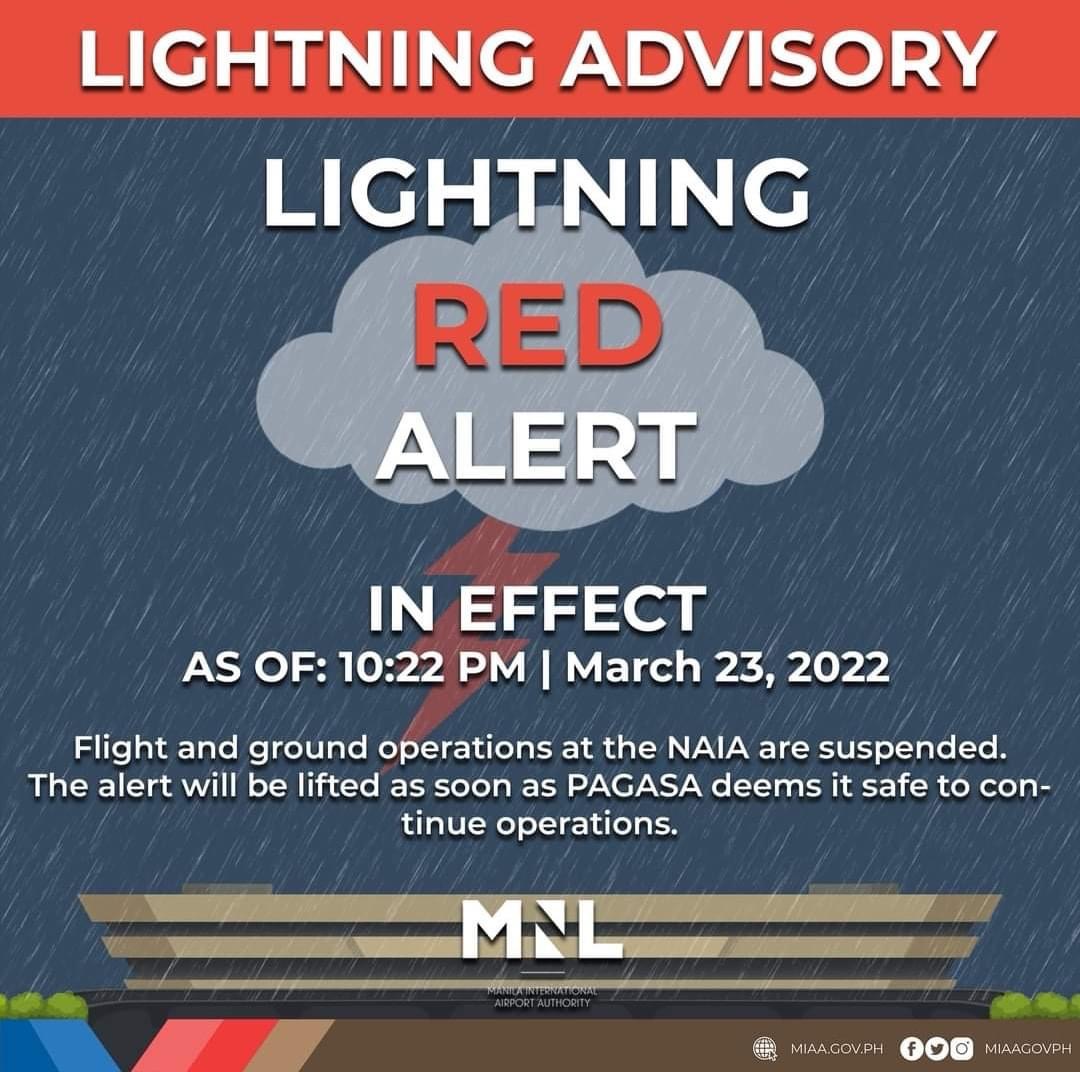 LIGHTNING ADVISORY
LIGHTNING
RED
ALERT
IN EFFECT
AS OF: 10:22 PM | March 23, 2022
Flight and ground operations at the NAIA are suspended.
The alert will be lifted as soon as PAGASA deems it safe to con-
tinue operations.
MNL
MANILA INTERNATIONAL
AIRPORT AUTHORITY
MIAA.GOV.PH MIAAGOVPH